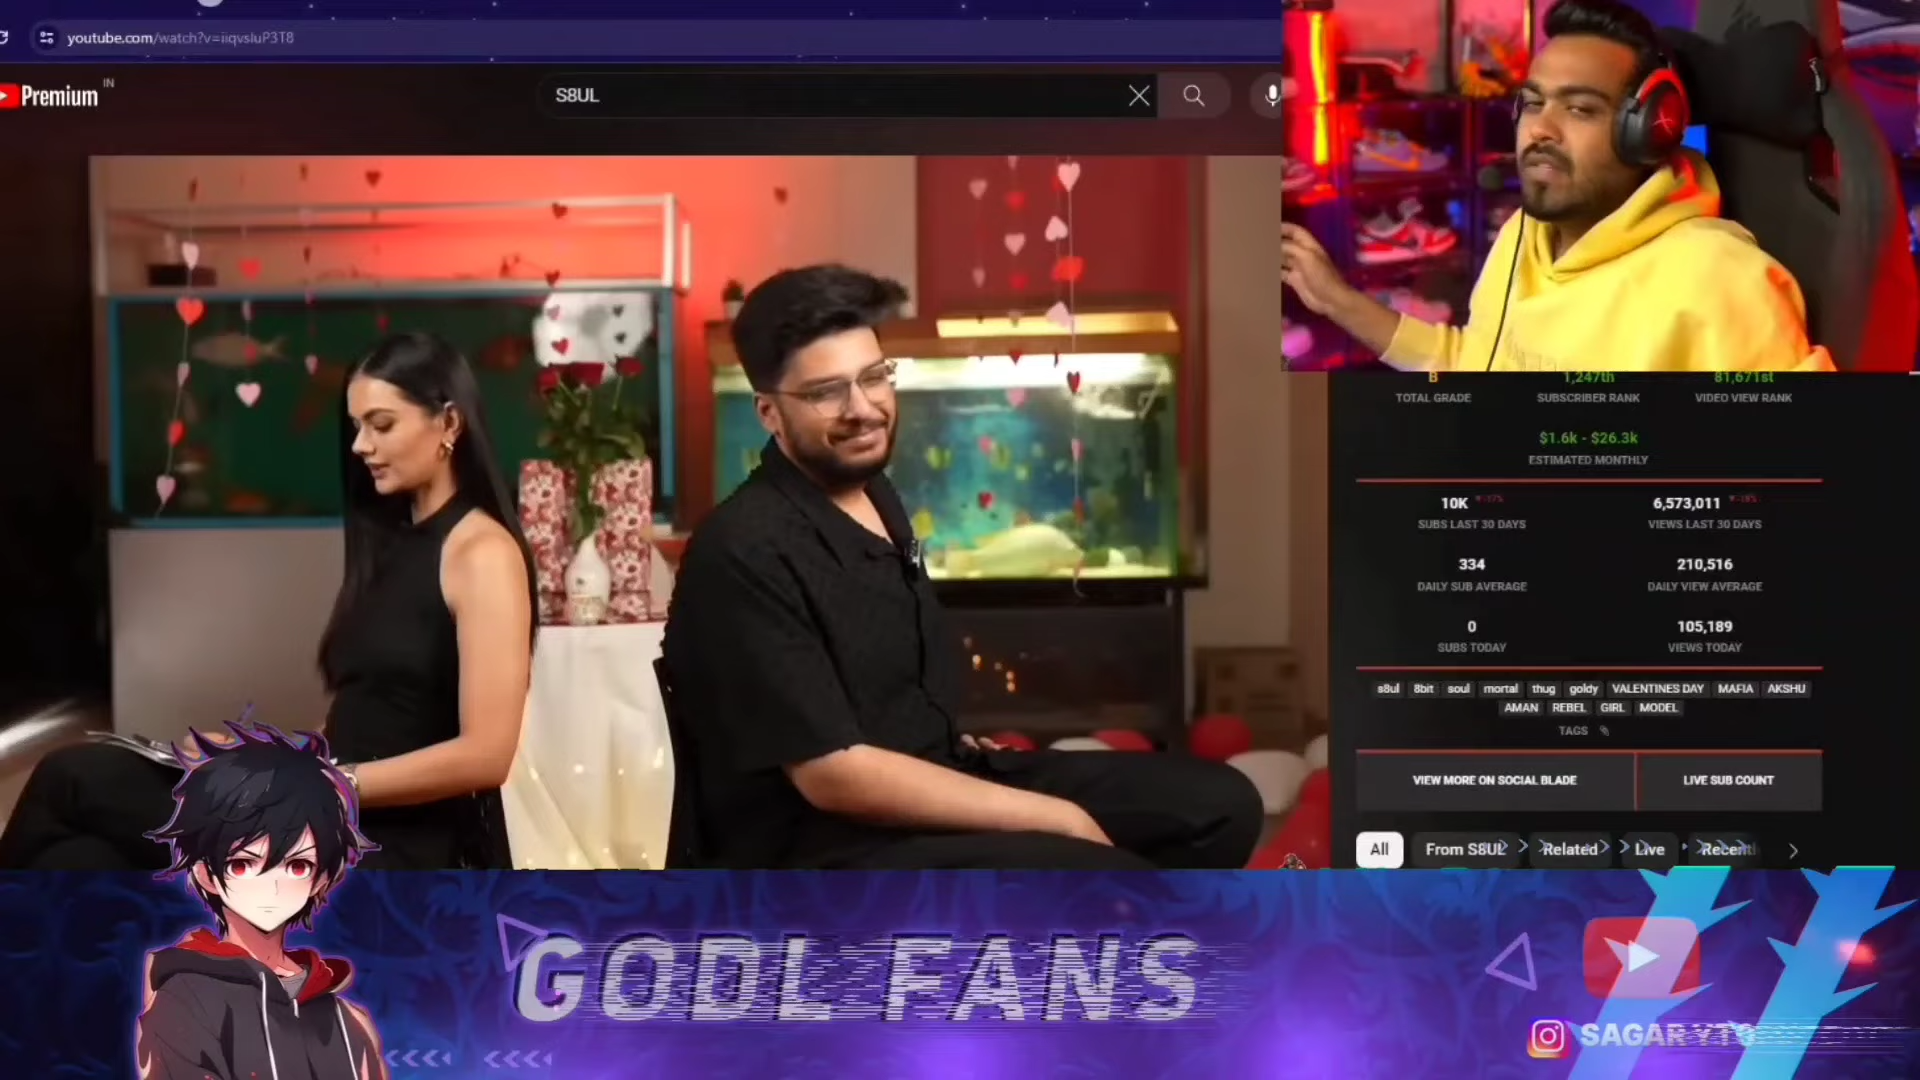 youtube.com/watch?v=iiqvsluP3T8
Premium IN
S8UL
B 1,247th 81,671st
TOTAL GRADE SUBSCRIBER RANK VIDEO VIEW RANK
$1.6k - $26.3k
ESTIMATED MONTHLY
10K -17% 6,573,011 -18%
SUBS LAST 30 DAYS VIEWS LAST 30 DAYS
334 210,516
DAILY SUB AVERAGE DAILY VIEW AVERAGE
0 105,189
SUBS TODAY VIEWS TODAY
s8ul 8bit soul mortal thug goldy VALENTINES DAY MAFIA AKSHU
AMAN REBEL GIRL MODEL
TAGS
VIEW MORE ON SOCIAL BLADE LIVE SUB COUNT
All From S8UL Related Live Recentl
GODL FANS
SAGAR YT